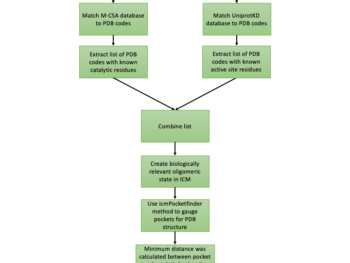 Match M-CSA database
to PDB codes
Match UniprotKD
database to PDB codes
Extract list of PDB
codes with known
catalytic residues
Extract list of PDB
codes with known
active site residues
Combine list
Create biologically
relevant oligomeric
state in ICM
Use icmPocketfinder
method to gauge
pockets for PDB
structure
Minimum distance was
calculated between pocket